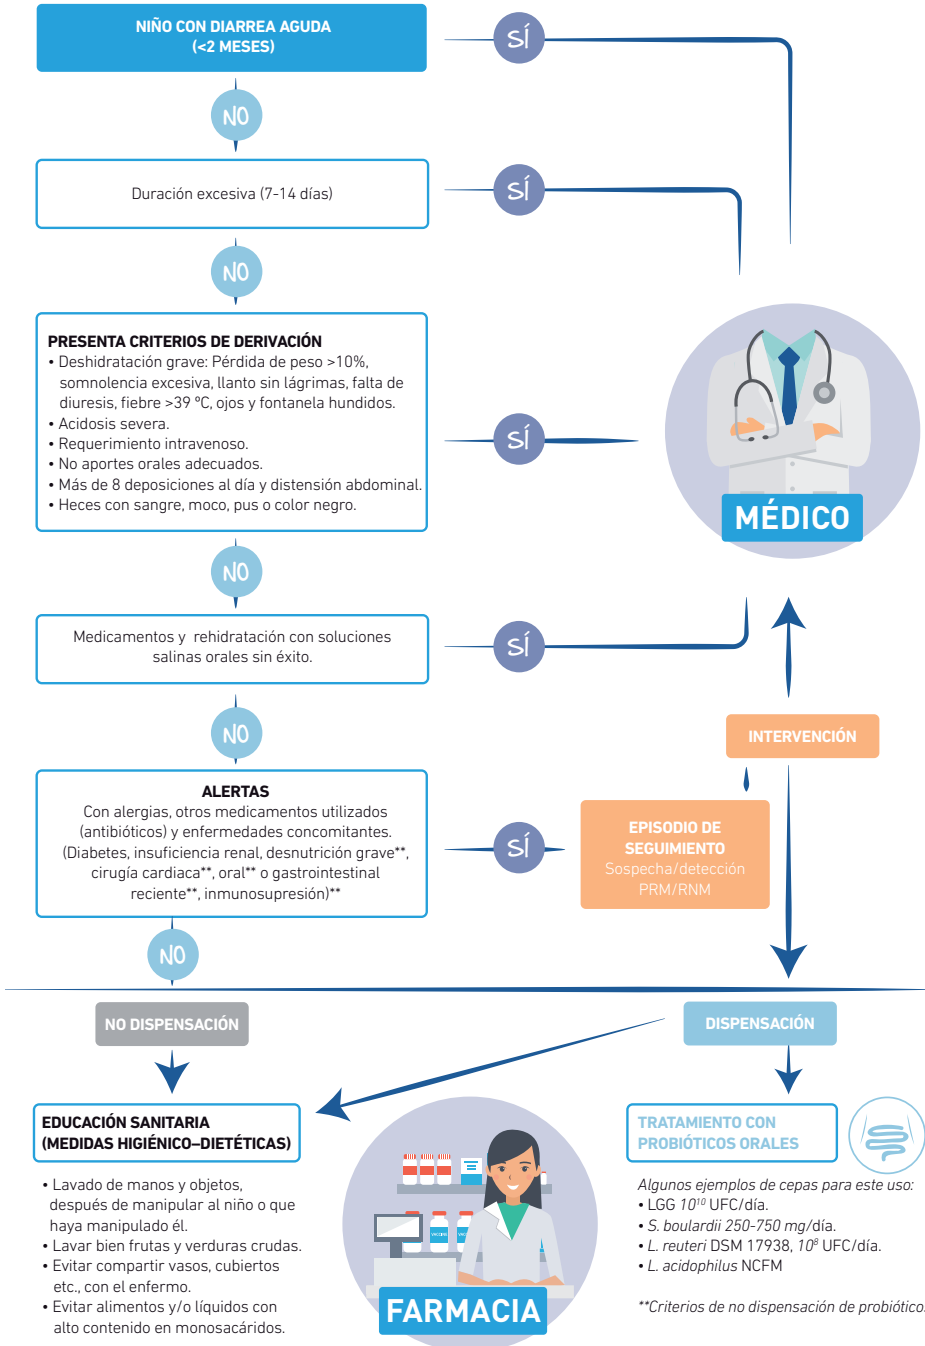 NIÑO CON DIARREA AGUDA
(<2 MESES)
SÍ
NO
Duración excesiva (7-14 días)
SÍ
NO
PRESENTA CRITERIOS DE DERIVACIÓN
• Deshidratación grave: Pérdida de peso >10%,
somnolencia excesiva, llanto sin lágrimas, falta de
diuresis, fiebre >39 ºC, ojos y fontanela hundidos.
• Acidosis severa.
• Requerimiento intravenoso.
• No aportes orales adecuados.
• Más de 8 deposiciones al día y distensión abdominal.
• Heces con sangre, moco, pus o color negro.
SÍ
MÉDICO
NO
Medicamentos y rehidratación con soluciones
salinas orales sin éxito.
SÍ
NO
INTERVENCIÓN
ALERTAS
Con alergias, otros medicamentos utilizados
(antibióticos) y enfermedades concomitantes.
(Diabetes, insuficiencia renal, desnutrición grave**,
cirugía cardiaca**, oral** o gastrointestinal
reciente**, inmunosupresión)**
SÍ
EPISODIO DE
SEGUIMIENTO
Sospecha/detección
PRM/RNM
NO
NO DISPENSACIÓN
DISPENSACIÓN
EDUCACIÓN SANITARIA
(MEDIDAS HIGIÉNICO–DIETÉTICAS)
• Lavado de manos y objetos,
después de manipular al niño o que
haya manipulado él.
• Lavar bien frutas y verduras crudas.
• Evitar compartir vasos, cubiertos
etc., con el enfermo.
• Evitar alimentos y/o líquidos con
alto contenido en monosacáridos.
FARMACIA
TRATAMIENTO CON
PROBIÓTICOS ORALES
Algunos ejemplos de cepas para este uso:
• LGG 10¹⁰ UFC/día.
• S. boulardii 250-750 mg/día.
• L. reuteri DSM 17938, 10⁸ UFC/día.
• L. acidophilus NCFM
**Criterios de no dispensación de probióticos